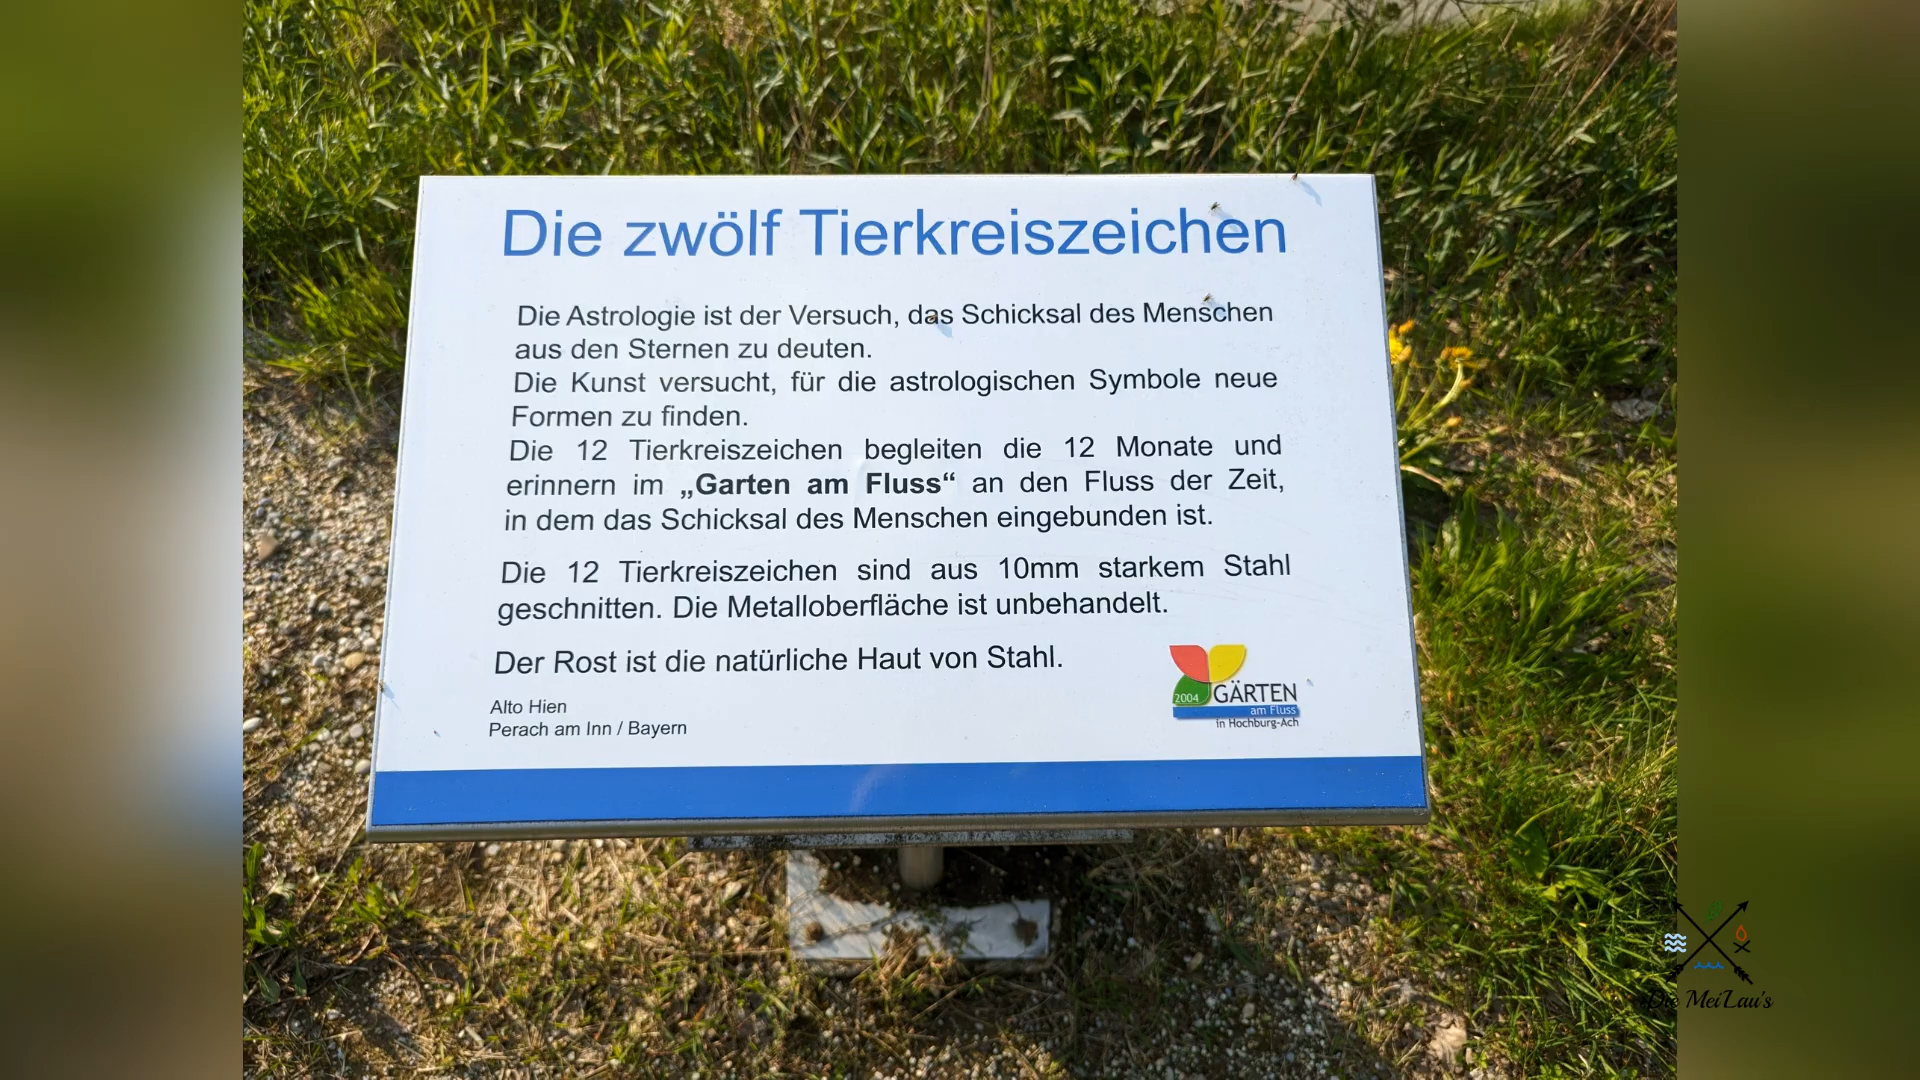 Die zwölf Tierkreiszeichen
Die Astrologie ist der Versuch, das Schicksal des Menschen
aus den Sternen zu deuten.
Die Kunst versucht, für die astrologischen Symbole neue
Formen zu finden.
Die 12 Tierkreiszeichen begleiten die 12 Monate und
erinnern im „Garten am Fluss“ an den Fluss der Zeit,
in dem das Schicksal des Menschen eingebunden ist.
Die 12 Tierkreiszeichen sind aus 10mm starkem Stahl
geschnitten. Die Metalloberfläche ist unbehandelt.
Der Rost ist die natürliche Haut von Stahl.
Alto Hien
Perach am Inn / Bayern
2004 GÄRTEN
am Fluss
in Hochburg-Ach
Die MeiLau's